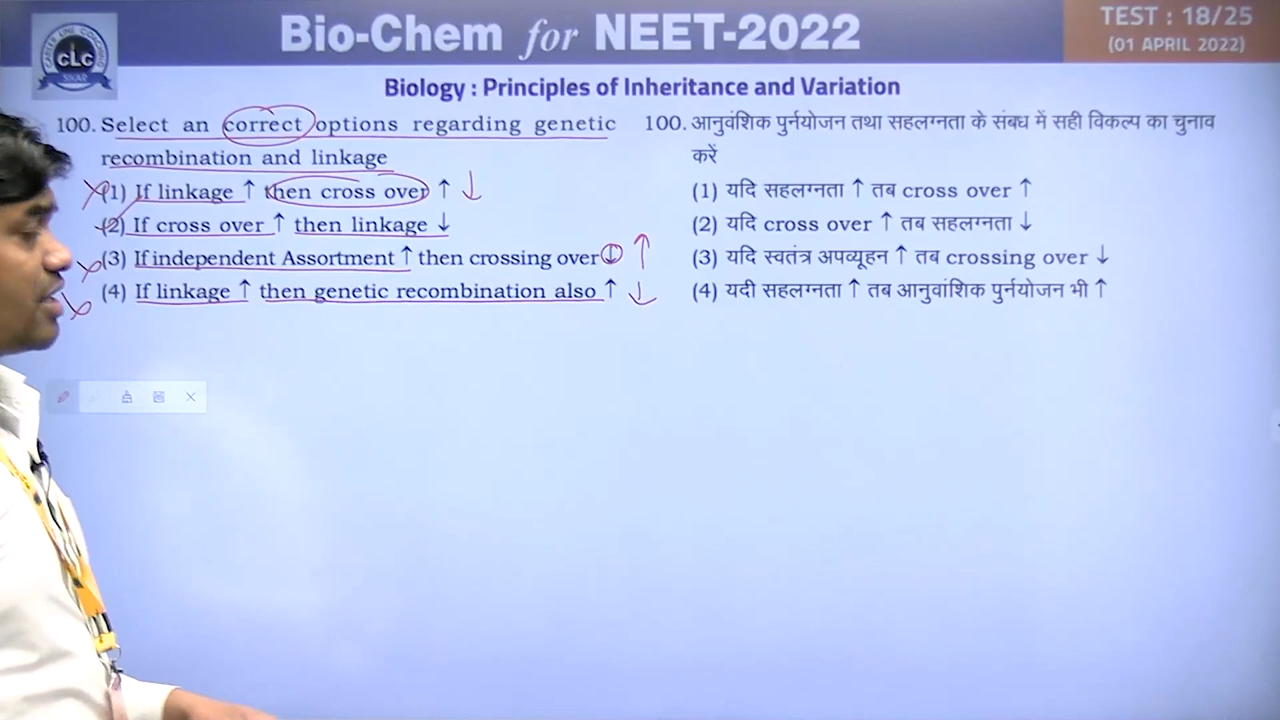 Bio-Chem for NEET-2022
TEST : 18/25
(01 APRIL 2022)
CLC
SIKAR
Biology : Principles of Inheritance and Variation
100. Select an correct options regarding genetic
recombination and linkage
(1) If linkage ↑ then cross over ↑ ↓
(2) If cross over ↑ then linkage ↓
(3) If independent Assortment ↑ then crossing over ↓ ↑
(4) If linkage ↑ then genetic recombination also ↑ ↓
100. आनुवंशिक पुर्नयोजन तथा सहलग्नता के संबध में सही विकल्प का चुनाव
करें
(1) यदि सहलग्नता ↑ तब cross over ↑
(2) यदि cross over ↑ तब सहलग्नता ↓
(3) यदि स्वतंत्र अपव्यूहन ↑ तब crossing over ↓
(4) यदी सहलग्नता ↑ तब आनुवांशिक पुर्नयोजन भी ↑